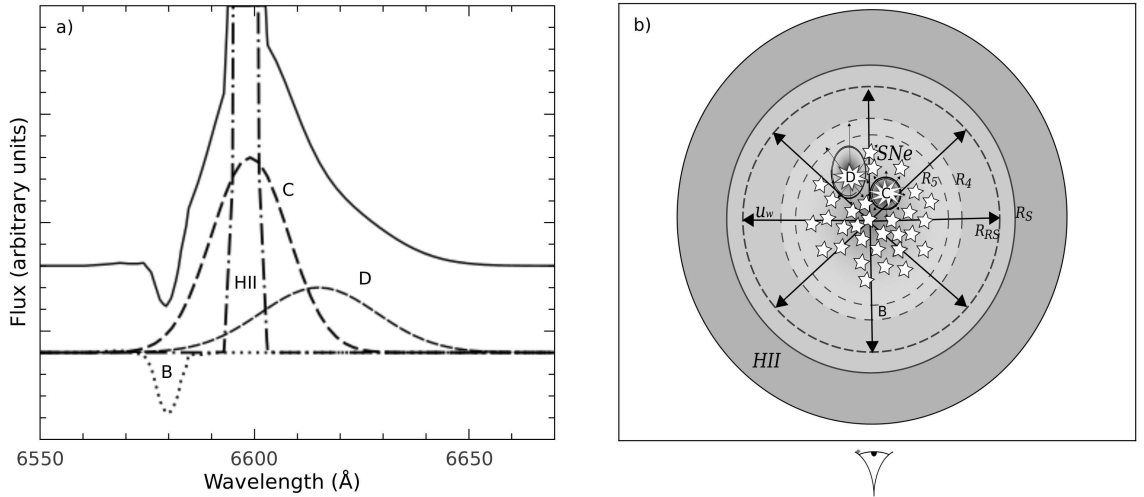 a)
C
HII
D
B
Flux (arbitrary units)
6550
6600
6650
Wavelength (Å)
b)
SNe
D
C
R5
R4
uw
RS
RRS
B
HII